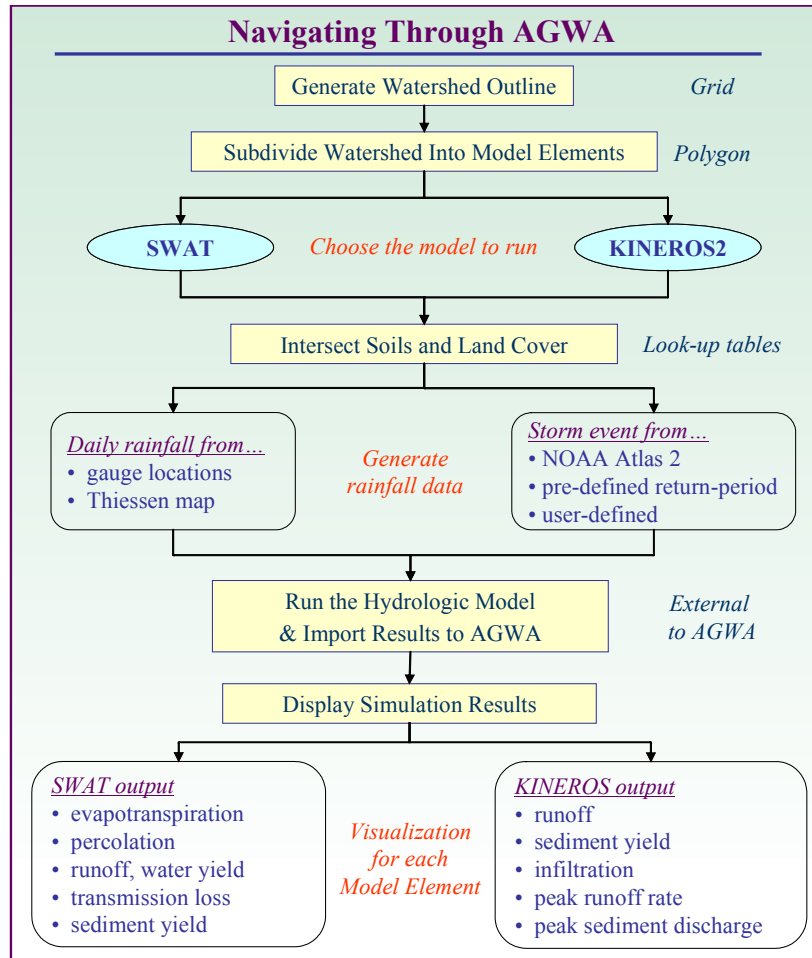 Navigating Through AGWA
Generate Watershed Outline
Grid
Subdivide Watershed Into Model Elements
Polygon
SWAT
Choose the model to run
KINEROS2
Intersect Soils and Land Cover
Look-up tables
Daily rainfall from…
• gauge locations
• Thiessen map
Generate
rainfall data
Storm event from…
• NOAA Atlas 2
• pre-defined return-period
• user-defined
Run the Hydrologic Model
& Import Results to AGWA
External
to AGWA
Display Simulation Results
SWAT output
• evapotranspiration
• percolation
• runoff, water yield
• transmission loss
• sediment yield
Visualization
for each
Model Element
KINEROS output
• runoff
• sediment yield
• infiltration
• peak runoff rate
• peak sediment discharge